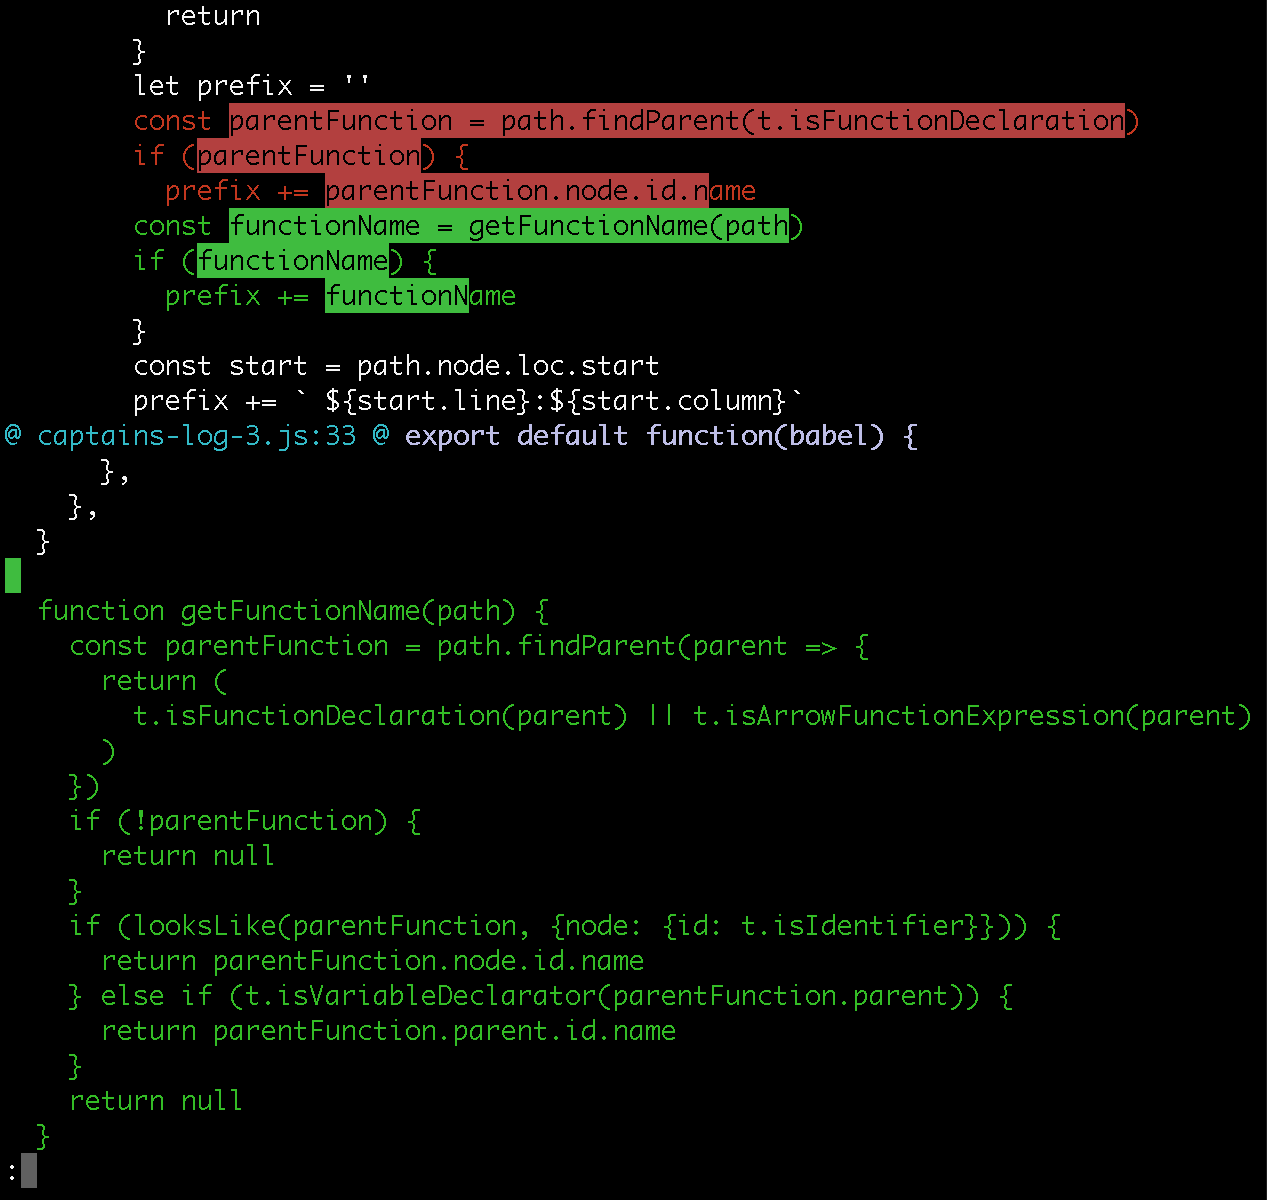 return
        }
        let prefix = ''
        const parentFunction = path.findParent(t.isFunctionDeclaration)
        if (parentFunction) {
          prefix += parentFunction.node.id.name
        const functionName = getFunctionName(path)
        if (functionName) {
          prefix += functionName
        }
        const start = path.node.loc.start
        prefix += ` ${start.line}:${start.column}`
@ captains-log-3.js:33 @ export default function(babel) {
      },
    },
  }

  function getFunctionName(path) {
    const parentFunction = path.findParent(parent => {
      return (
        t.isFunctionDeclaration(parent) || t.isArrowFunctionExpression(parent)
      )
    })
    if (!parentFunction) {
      return null
    }
    if (looksLike(parentFunction, {node: {id: t.isIdentifier}})) {
      return parentFunction.node.id.name
    } else if (t.isVariableDeclarator(parentFunction.parent)) {
      return parentFunction.parent.id.name
    }
    return null
  }
: